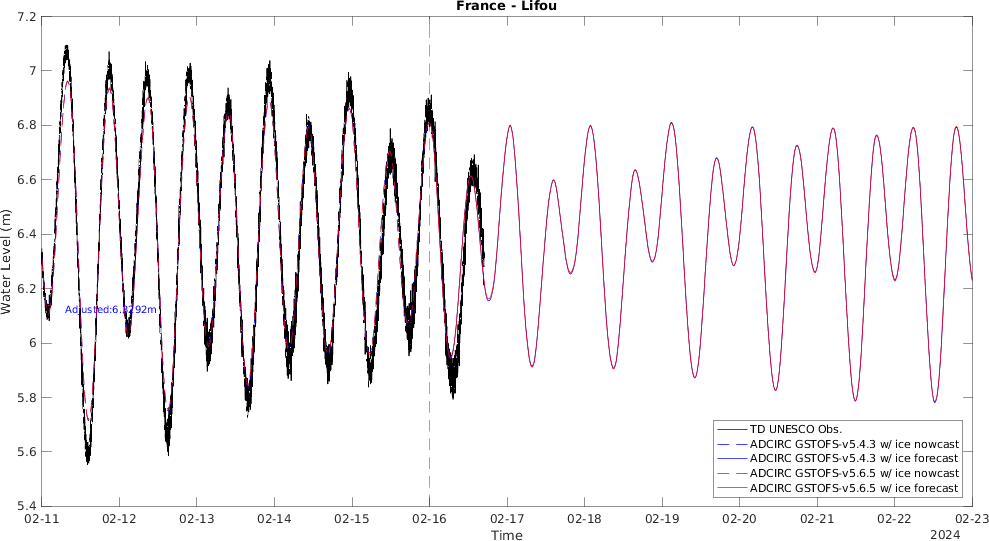 France - Lifou
Water Level (m)
7.2
7
6.8
6.6
6.4
6.2
6
5.8
5.6
5.4
Adjusted:6.3292m
TD UNESCO Obs.
ADCIRC GSTOFS-v5.4.3 w/ ice nowcast
ADCIRC GSTOFS-v5.4.3 w/ ice forecast
ADCIRC GSTOFS-v5.6.5 w/ ice nowcast
ADCIRC GSTOFS-v5.6.5 w/ ice forecast
02-11 02-12 02-13 02-14 02-15 02-16 02-17 02-18 02-19 02-20 02-21 02-22 02-23
Time
2024